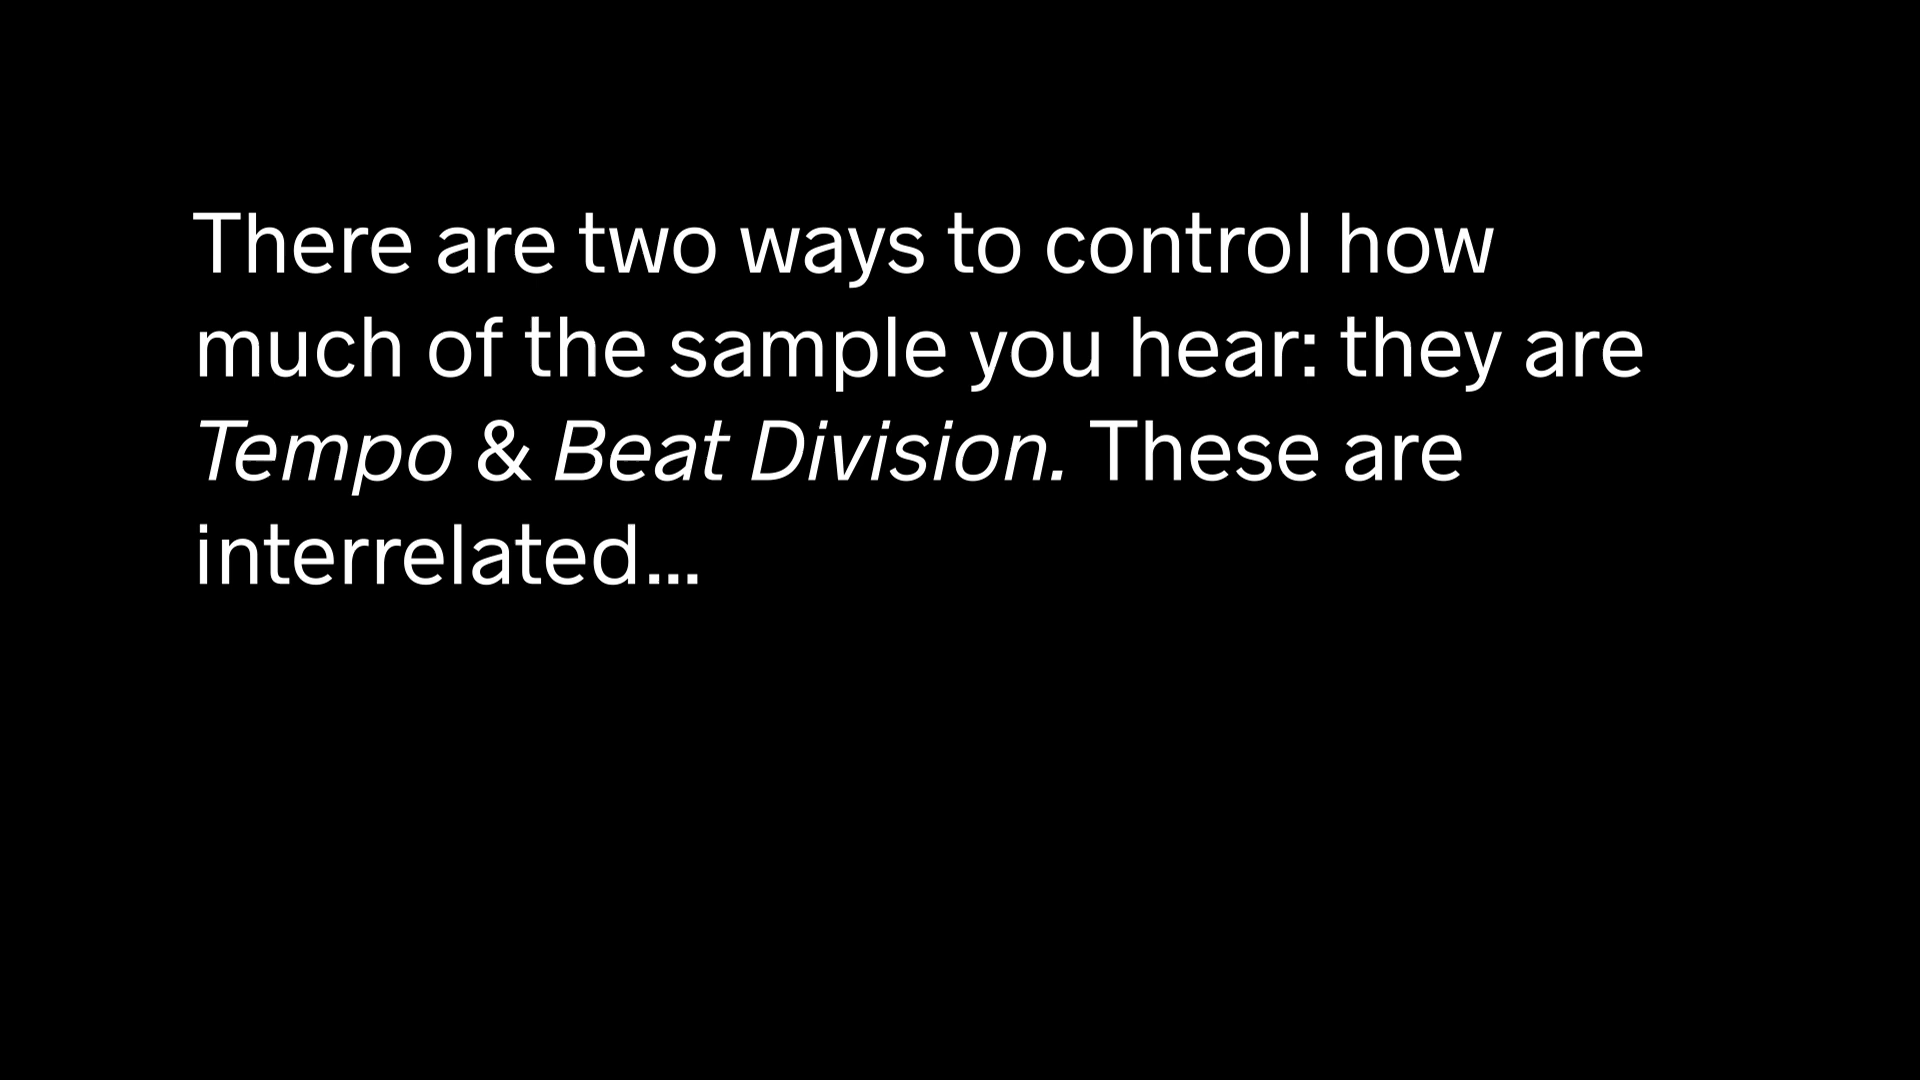 There are two ways to control how
much of the sample you hear: they are
Tempo & Beat Division. These are
interrelated...